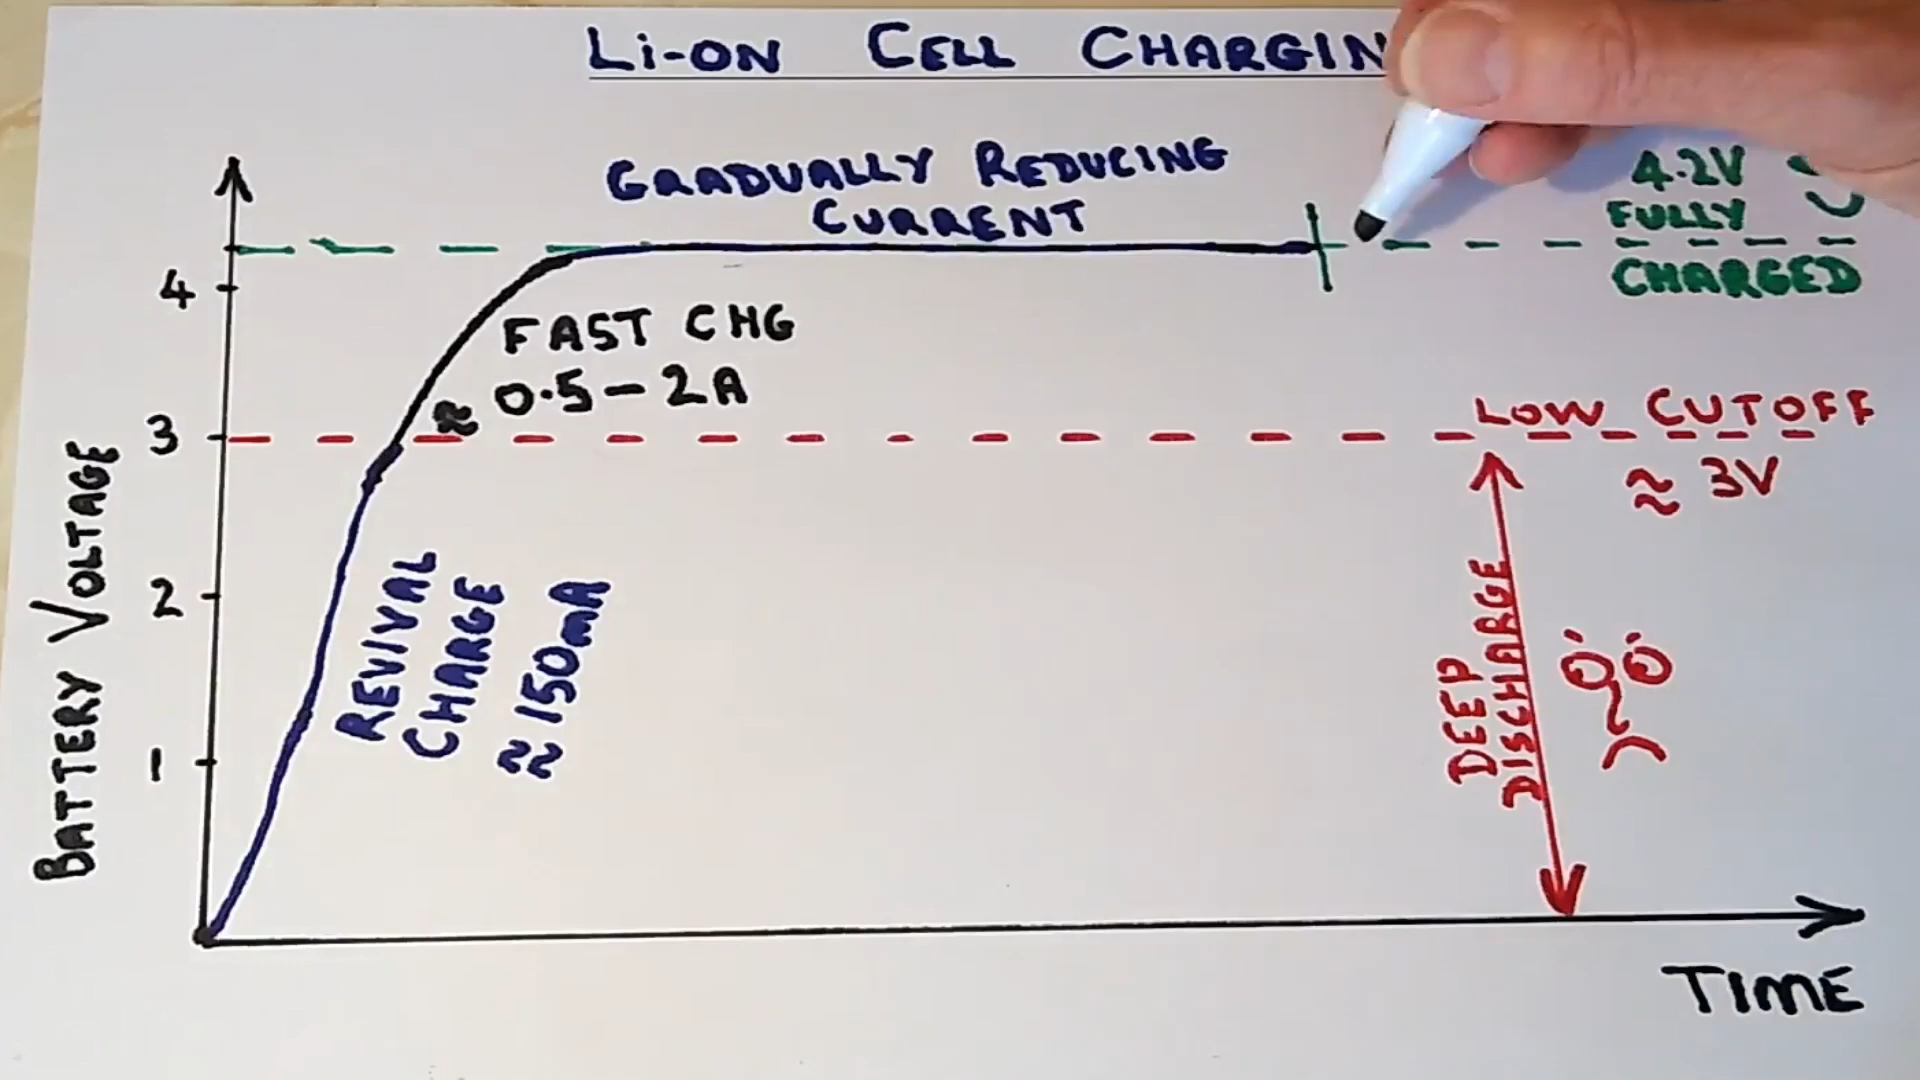 Li-ON CELL CHARGIN
GRADUALLY REDUCING
CURRENT
4.2V
FULLY
CHARGED
4
FAST CHG
≈ 0.5-2A
3
LOW CUTOFF
≈ 3V
2
1
BATTERY VOLTAGE
REVIVAL
CHARGE
≈150mA
DEEP
DISCHARGE
TIME